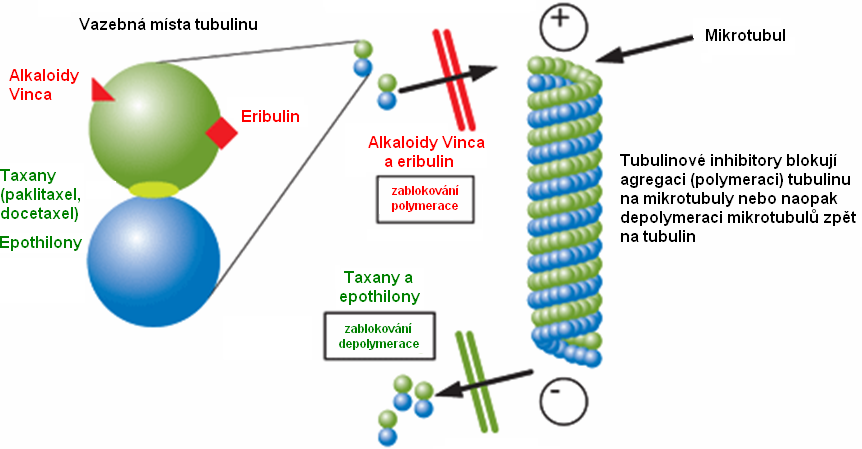 Vazebná místa tubulinu
Alkaloidy
Vinca
Eribulin
Taxany
(paklitaxel,
docetaxel)
Epothilony
Alkaloidy Vinca
a eribulin
zablokování
polymerace
Taxany a
epothilony
zablokování
depolymerace
+
-
Mikrotubul
Tubulinové inhibitory blokují
agregaci (polymeraci) tubulinu
na mikrotubuly nebo naopak
depolymeraci mikrotubulů zpět
na tubulin